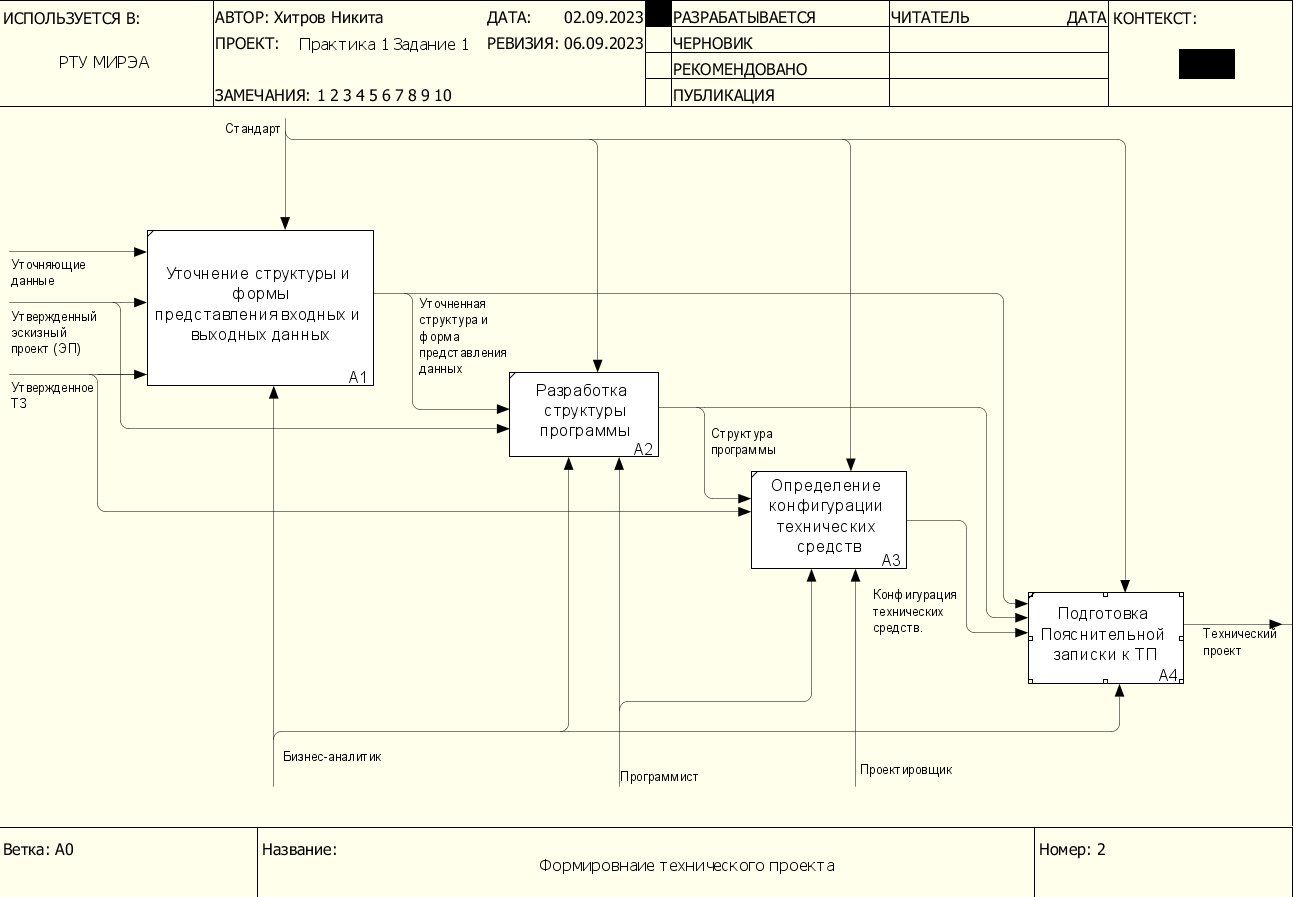 ИСПОЛЬЗУЕТСЯ В:
РТУ МИРЭА
АВТОР: Хитров Никита
ДАТА: 02.09.2023
ПРОЕКТ: Практика 1 Задание 1
РЕВИЗИЯ: 06.09.2023
ЗАМЕЧАНИЯ: 1 2 3 4 5 6 7 8 9 10
РАЗРАБАТЫВАЕТСЯ
ЧЕРНОВИК
РЕКОМЕНДОВАНО
ПУБЛИКАЦИЯ
ЧИТАТЕЛЬ ДАТА
КОНТЕКСТ:
Стандарт
Уточняющие
данные
Утвержденный
эскизный
проект (ЭП)
Утвержденное
ТЗ
Уточнение структуры и
формы
представления входных и
выходных данных
A1
Уточненная
структура и
форма
представления
данных
Разработка
структуры
программы
A2
Структура
программы
Определение
конфигурации
технических
средств
A3
Конфигурация
технических
средств.
Подготовка
Пояснительной
записки к ТП
A4
Технический
проект
Бизнес-аналитик
Программист
Проектировщик
Ветка: A0
Название:
Формировнаие технического проекта
Номер: 2